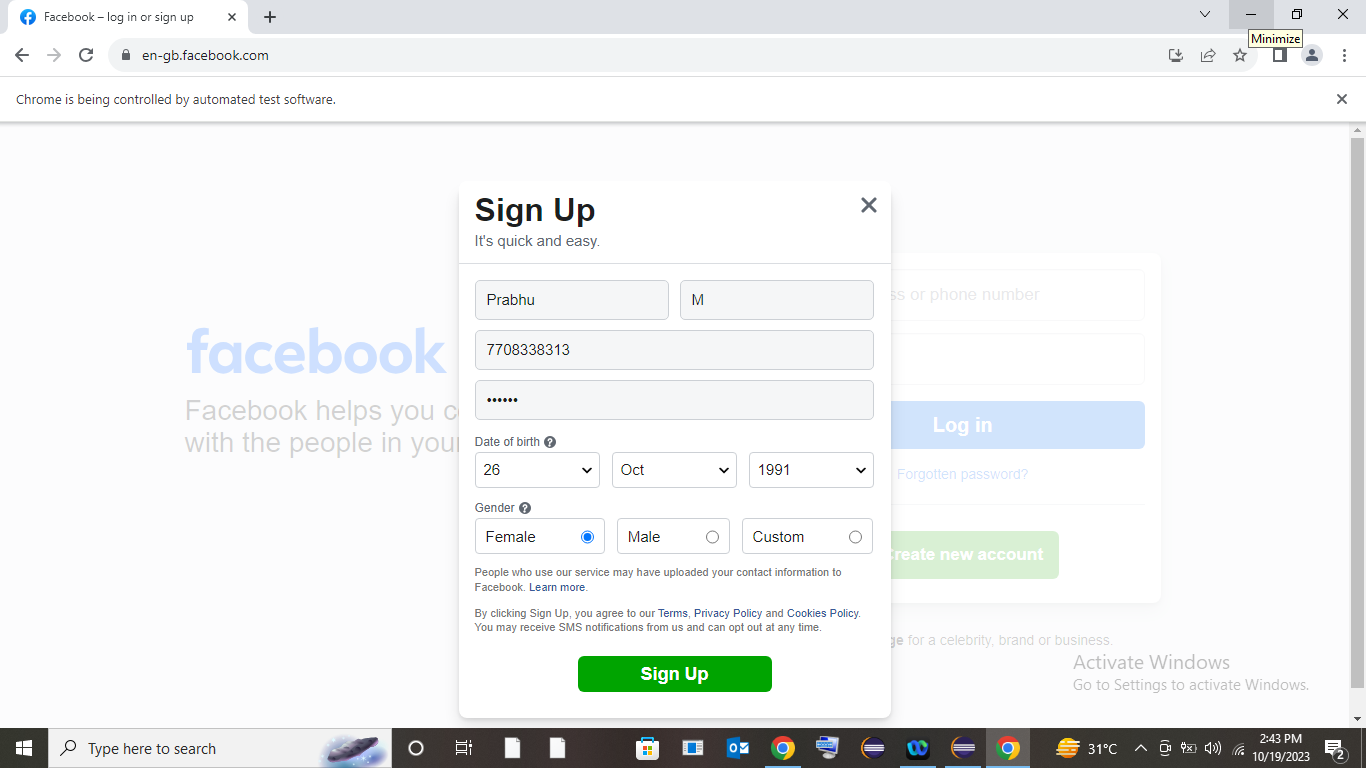 Facebook – log in or sign up
Minimize
en-gb.facebook.com
Chrome is being controlled by automated test software.
Sign Up
It's quick and easy.
Prabhu M
7708338313
••••••
Date of birth
26 Oct 1991
Gender
Female Male Custom
People who use our service may have uploaded your contact information to
Facebook. Learn more.
By clicking Sign Up, you agree to our Terms, Privacy Policy and Cookies Policy.
You may receive SMS notifications from us and can opt out at any time.
Sign Up
facebook
Facebook helps you c
with the people in your
or phone number
Log in
Forgotten password?
Create new account
for a celebrity, brand or business.
Activate Windows
Go to Settings to activate Windows.
Type here to search
31°C
2:43 PM
10/19/2023
2